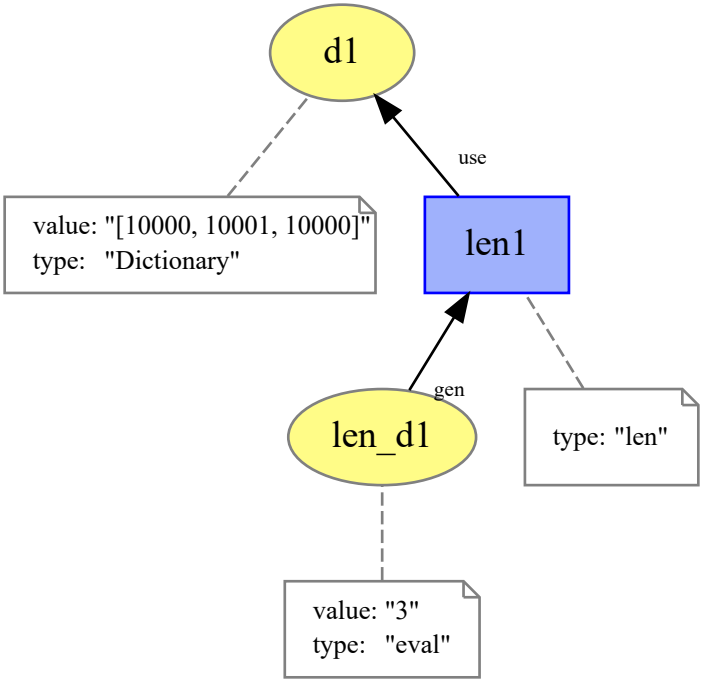 d1
use
value: "[10000, 10001, 10000]"
type: "Dictionary"
len1
gen
len_d1
type: "len"
value: "3"
type: "eval"